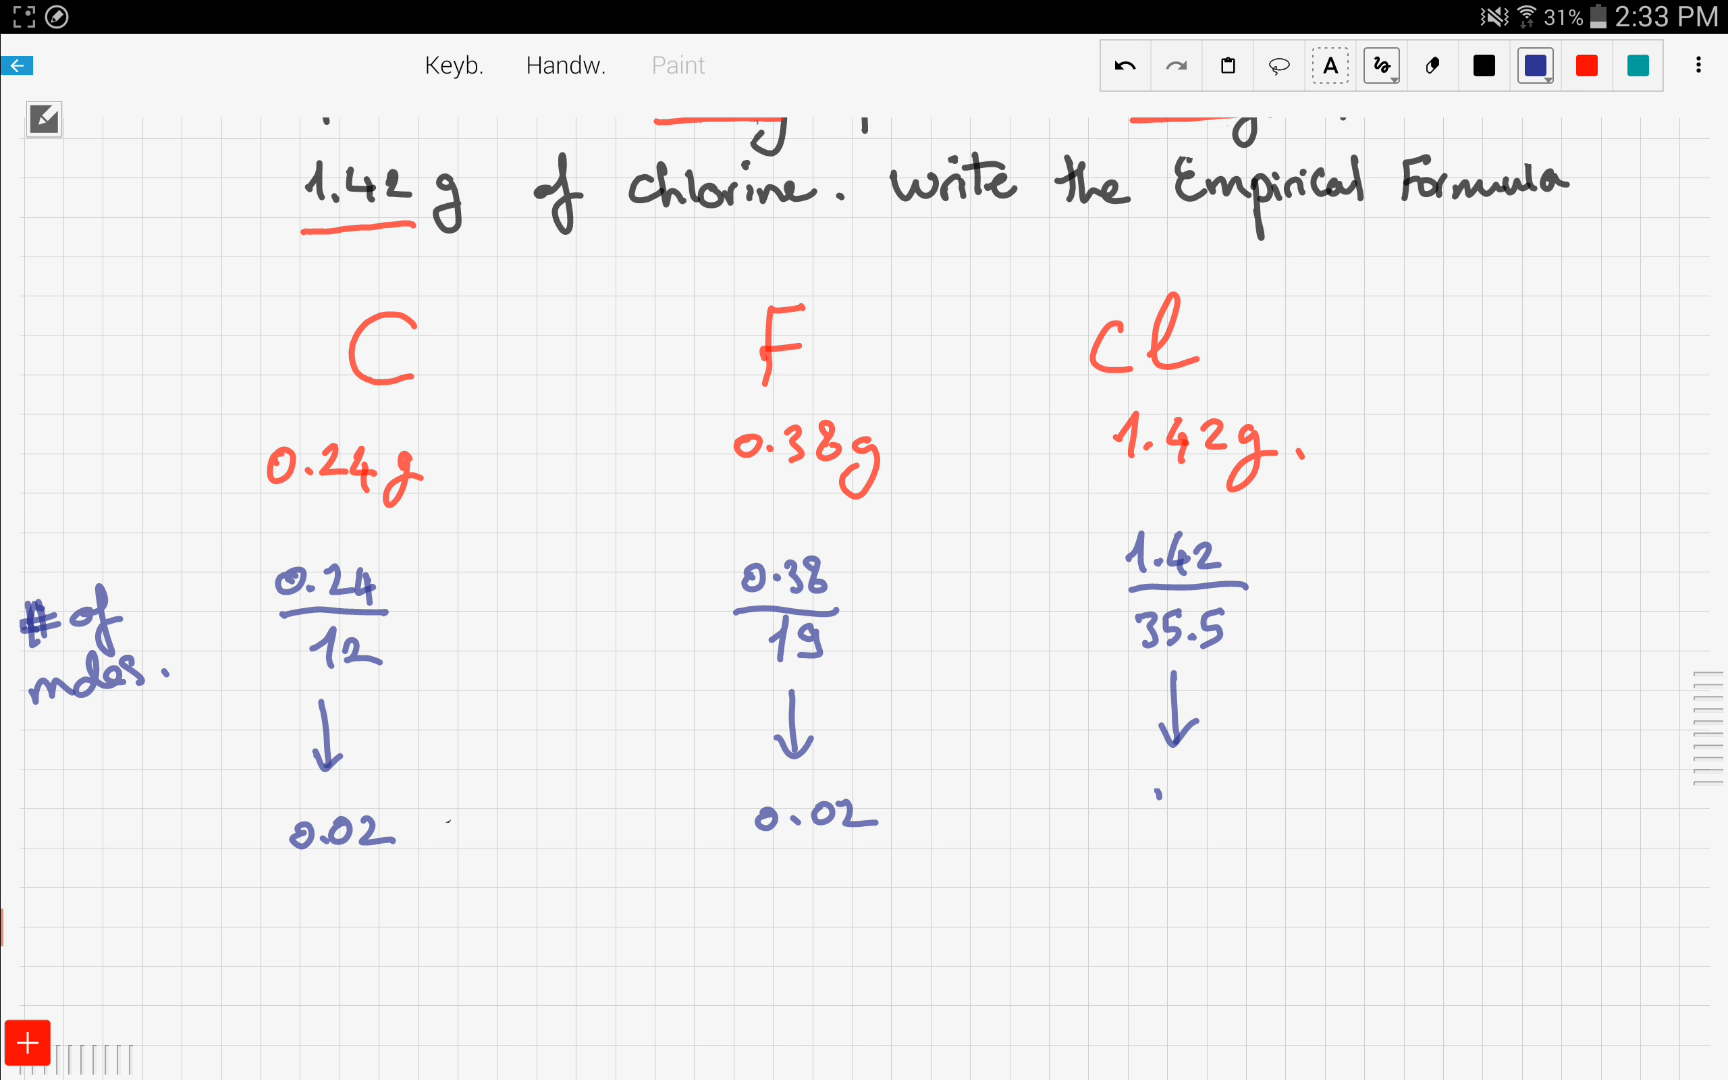 31% 2:33 PM
Keyb. Handw. Paint A
1.42 g of chlorine. Write the Empirical Formula
C F Cl
0.24g 0.38g 1.42g.
# of moles. 0.24/12 0.38/19 1.42/35.5
0.02 0.02